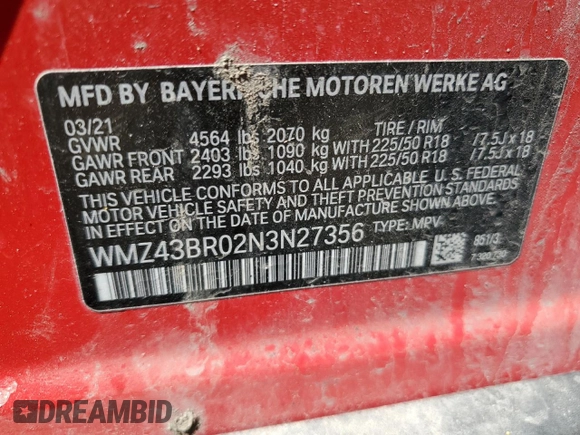 MFD BY BAYERISCHE MOTOREN WERKE AG
03/21 TIRE / RIM
GVWR 4564 lbs 2070 kg
GAWR FRONT 2403 lbs 1090 kg WITH 225/50 R18 /7.5J x 18
GAWR REAR 2293 lbs 1040 kg WITH 225/50 R18 /7.5J x 18
THIS VEHICLE CONFORMS TO ALL APPLICABLE U.S. FEDERAL
MOTOR VEHICLE SAFETY AND THEFT PREVENTION STANDARDS
IN EFFECT ON THE DATE OF MANUFACTURE SHOWN ABOVE.
WMZ43BR02N3N27356 TYPE: MPV
851/3
DREAMBID